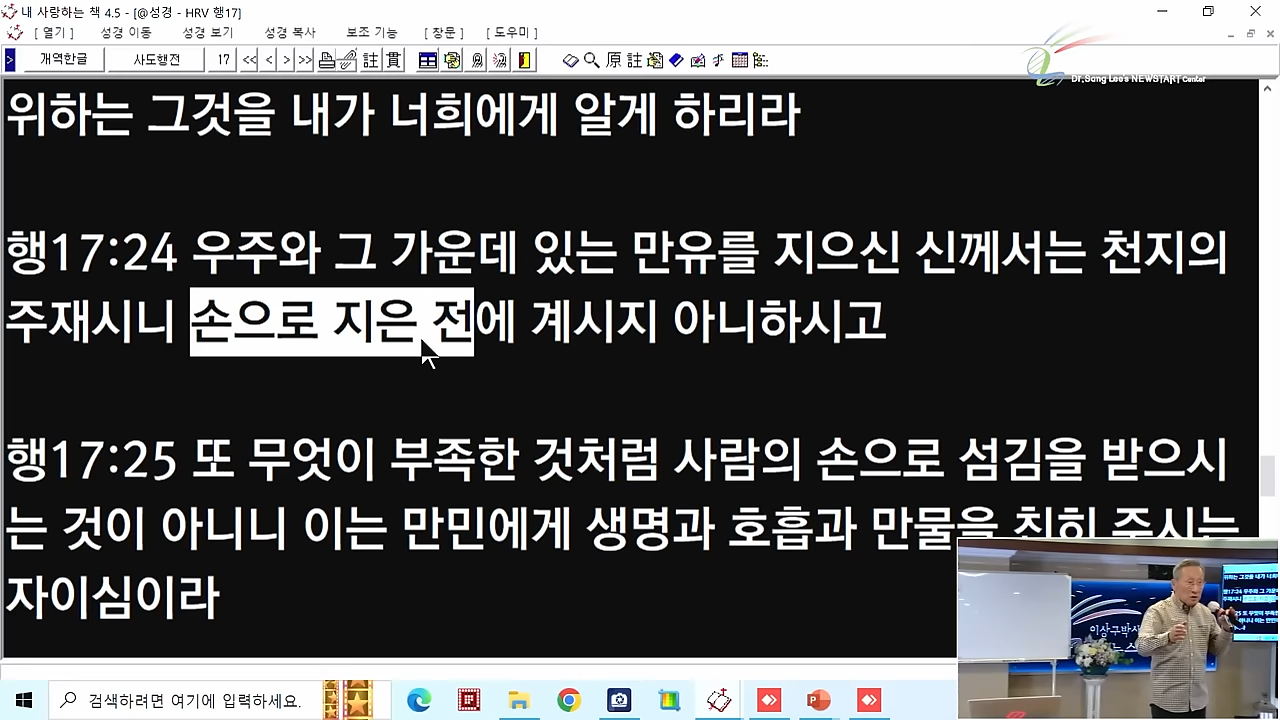 내 사랑하는 책 4.5 - [@성경 - HRV 행17]
[ 열기 ] 성경 이동 성경 보기 성경 복사 보조 기능 [ 창문 ] [ 도우미 ]
> 개역한글 사도행전 17 << < > >> 註 貫 原 註
Dr.Sang Lee's NEWSTART Center
위하는 그것을 내가 너희에게 알게 하리라
행17:24 우주와 그 가운데 있는 만유를 지으신 신께서는 천지의
주재시니 손으로 지은 전에 계시지 아니하시고
행17:25 또 무엇이 부족한 것처럼 사람의 손으로 섬김을 받으시
는 것이 아니니 이는 만민에게 생명과 호흡과 만물을 친히 주시는
자이심이라
이상구박사
검색하려면 여기에 입력하세요.